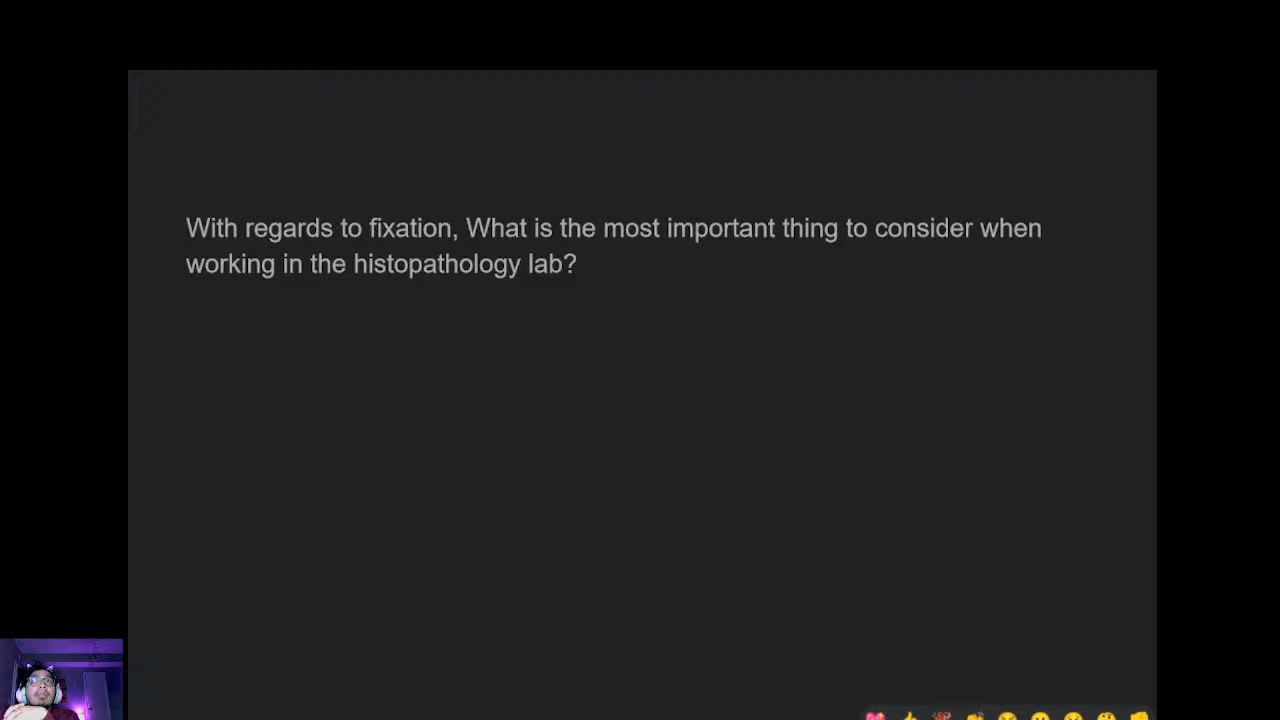 With regards to fixation, What is the most important thing to consider when
working in the histopathology lab?